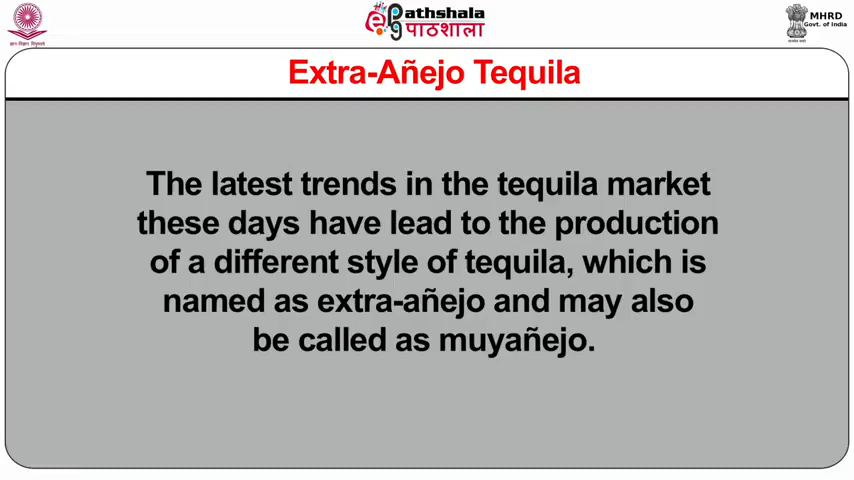 epathshala
पाठशाला
MHRD
Govt. of India
Extra-Añejo Tequila
The latest trends in the tequila market
these days have lead to the production
of a different style of tequila, which is
named as extra-añejo and may also
be called as muyañejo.